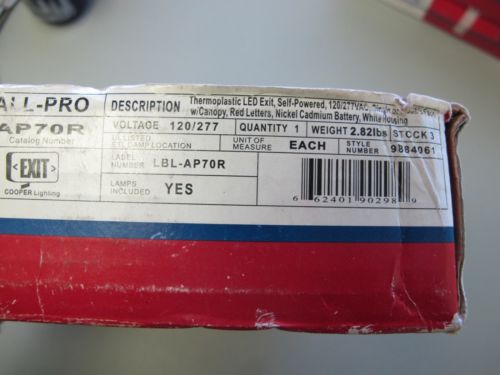 ALL-PRO
AP70R
Catalog Number
EXIT
COOPER Lighting
DESCRIPTION Thermoplastic LED Exit, Self-Powered, 120/277VAC,
w/Canopy, Red Letters, Nickel Cadmium Battery, White Housing
VOLTAGE 120/277 QUANTITY 1 WEIGHT 2.82lbs STOCK 3
LISTED
DAMP LOCATION
UNIT OF
MEASURE EACH
STYLE
NUMBER 9884061
LABEL
NUMBER LBL-AP70R
LAMPS
INCLUDED YES
6 62401 90298 9